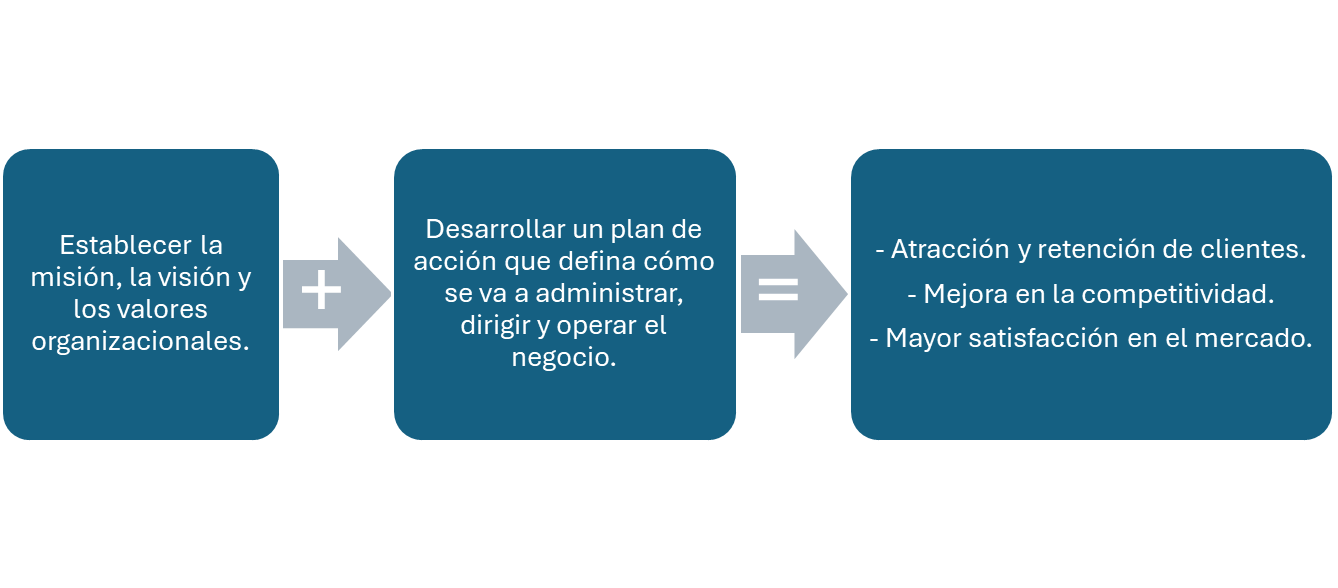 Establecer la
misión, la visión y
los valores
organizacionales.
+
Desarrollar un plan de
acción que defina cómo
se va a administrar,
dirigir y operar el
negocio.
=
- Atracción y retención de clientes.
- Mejora en la competitividad.
- Mayor satisfacción en el mercado.